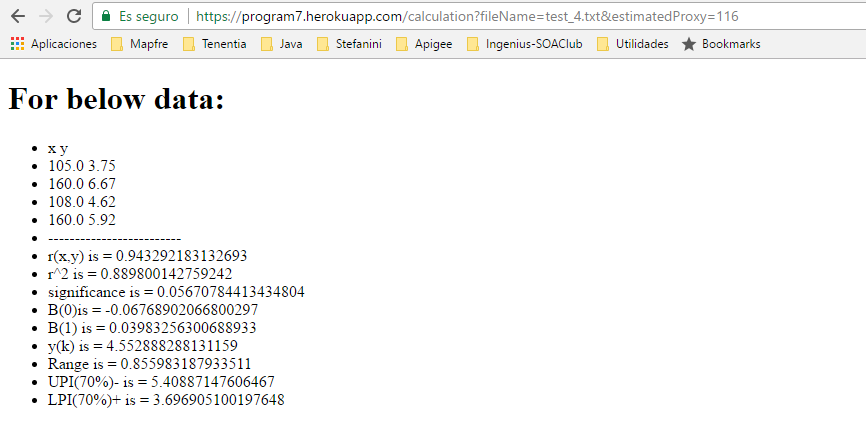 Es seguro https://program7.herokuapp.com/calculation?fileName=test_4.txt&estimatedProxy=116
Aplicaciones Mapfre Tenentia Java Stefanini Apigee Ingenius-SOAClub Utilidades Bookmarks
For below data:
x y
105.0 3.75
160.0 6.67
108.0 4.62
160.0 5.92
-------------------------
r(x,y) is = 0.943292183132693
r^2 is = 0.889800142759242
significance is = 0.05670784413434804
B(0)is = -0.06768902066800297
B(1) is = 0.03983256300688933
y(k) is = 4.552888288131159
Range is = 0.855983187933511
UPI(70%)- is = 5.40887147606467
LPI(70%)+ is = 3.696905100197648